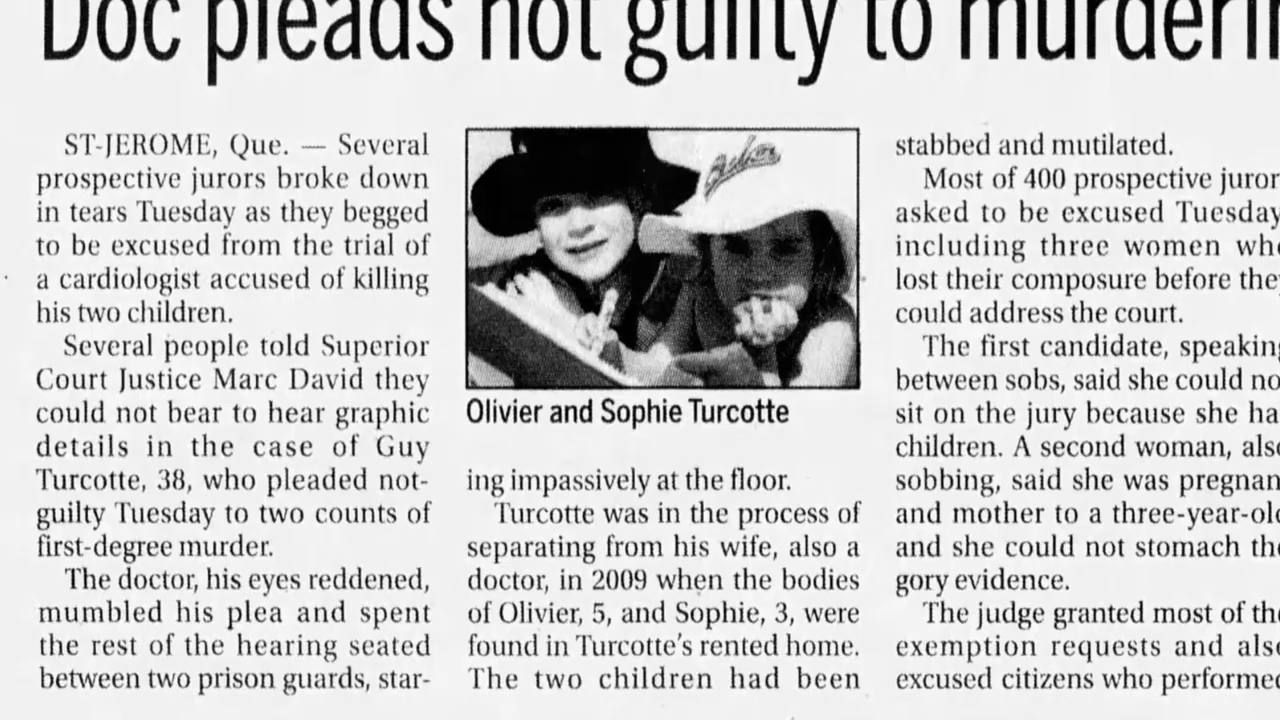 Doc pleads not guilty to murderin
ST-JEROME, Que. — Several
prospective jurors broke down
in tears Tuesday as they begged
to be excused from the trial of
a cardiologist accused of killing
his two children.
Several people told Superior
Court Justice Marc David they
could not bear to hear graphic
details in the case of Guy
Turcotte, 38, who pleaded not-
guilty Tuesday to two counts of
first-degree murder.
The doctor, his eyes reddened,
mumbled his plea and spent
the rest of the hearing seated
between two prison guards, star-
Olivier and Sophie Turcotte
ing impassively at the floor.
Turcotte was in the process of
separating from his wife, also a
doctor, in 2009 when the bodies
of Olivier, 5, and Sophie, 3, were
found in Turcotte's rented home.
The two children had been
stabbed and mutilated.
Most of 400 prospective juror
asked to be excused Tuesday
including three women who
lost their composure before they
could address the court.
The first candidate, speaking
between sobs, said she could no
sit on the jury because she ha
children. A second woman, also
sobbing, said she was pregnan
and mother to a three-year-old
and she could not stomach the
gory evidence.
The judge granted most of the
exemption requests and also
excused citizens who performed